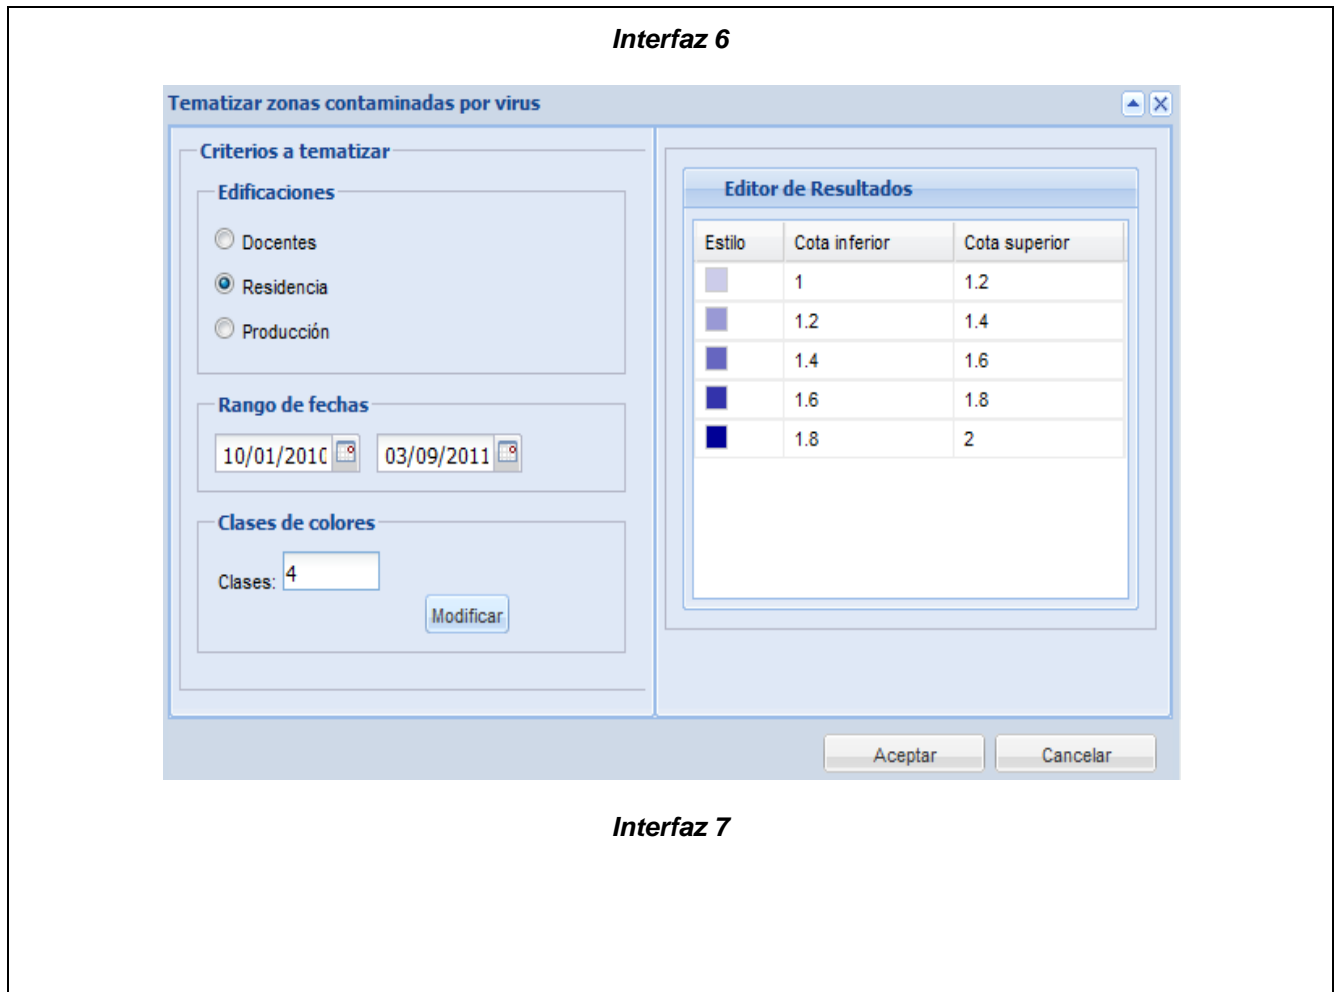 Interfaz 6
Tematizar zonas contaminadas por virus
Criterios a tematizar
Edificaciones
Docentes
Residencia
Producción
Rango de fechas
10/01/201 03/09/2011
Clases de colores
Clases: 4
Modificar
Editor de Resultados
Estilo Cota inferior Cota superior
1 1.2
1.2 1.4
1.4 1.6
1.6 1.8
1.8 2
Aceptar Cancelar
Interfaz 7